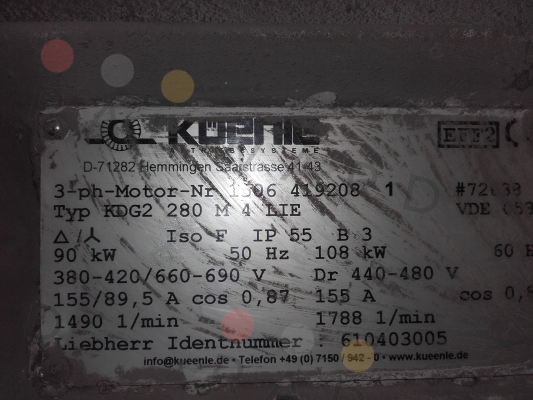 KÜENLE EFF2
D-71282 Hemmingen Saarstrasse 41-43
3-ph-Motor-Nr 1306 419208 1
Typ KDG2 280 M 4 LIE VDE
Iso F IP 55 B 3
90 kW 50 Hz 108 kW 60
380-420/660-690 V Dr 440-480 V
155/89,5 A cos 0,87 155 A cos
1490 1/min 1788 1/min
Liebherr Identnummer : 610403005
info@kueenle.de • Telefon +49 (0) 7150 / 942 - 0 • www.kueenle.de